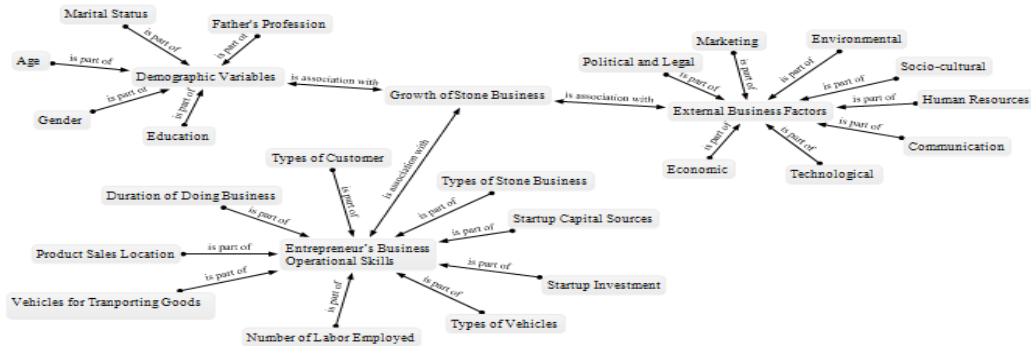 Marital Status
Father's Profession
is part of
is part of
Age
is part of
Demographic Variables
is part of
Gender
is part of
Education
is association with
Growth of Stone Business
is association with
Marketing
Environmental
Political and Legal
is part of
is part of
is part of
Socio-cultural
is part of
is part of
Human Resources
External Business Factors
is part of
Communication
is part of
is part of
Economic
Technological
is association with
Types of Customer
is part of
Types of Stone Business
is part of
Duration of Doing Business
is part of
Startup Capital Sources
is part of
Product Sales Location
is part of
Entrepreneur's Business
Operational Skills
is part of
Startup Investment
is part of
Vehicles for Tranporting Goods
is part of
Number of Labor Employed
is part of
Types of Vehicles